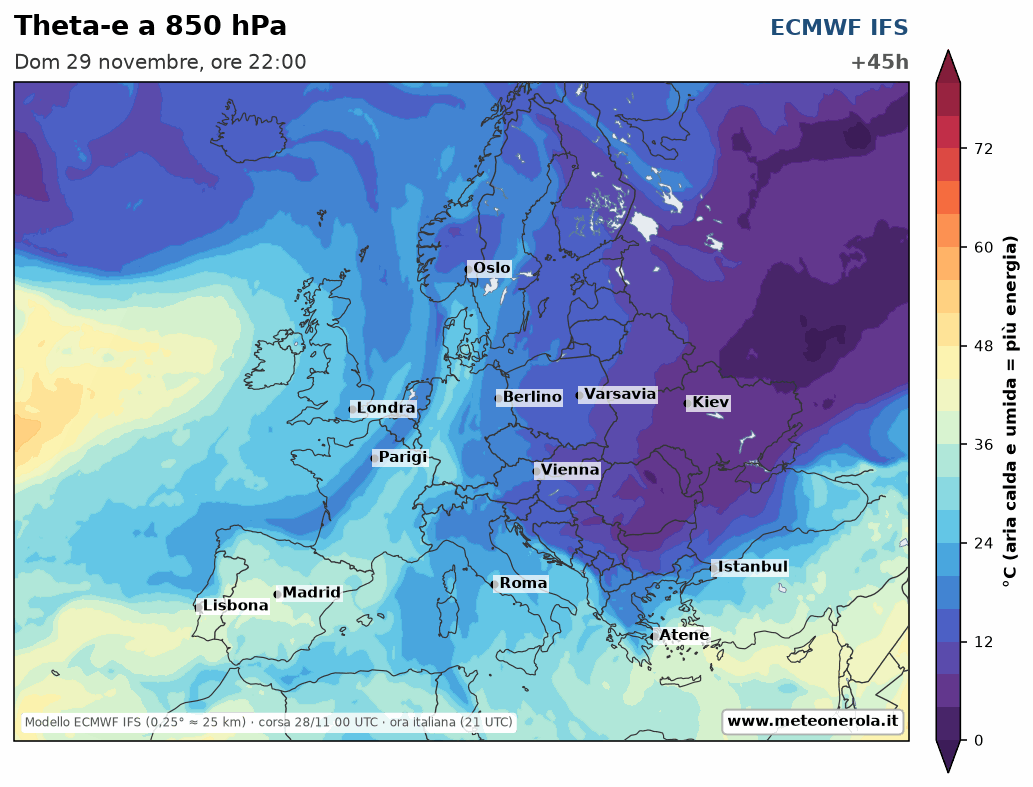 Theta-e a 850 hPa
ECMWF IFS
Dom 29 novembre, ore 22:00
+45h
72
60
48
36
24
12
0
°C (aria calda e umida = più energia)
Oslo
Londra
Berlino
Varsavia
Kiev
Parigi
Vienna
Istanbul
Roma
Madrid
Lisbona
Atene
Modello ECMWF IFS (0,25° ≈ 25 km) · corsa 28/11 00 UTC · ora italiana (21 UTC)
www.meteonerola.it